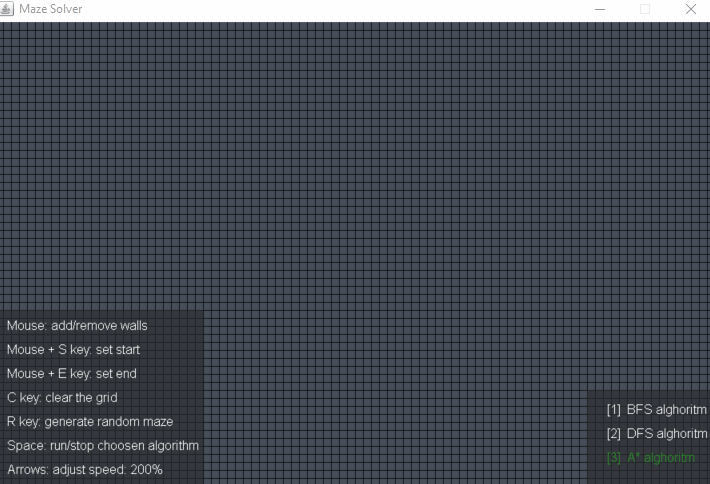 Maze Solver
Mouse: add/remove walls
Mouse + S key: set start
Mouse + E key: set end
C key: clear the grid
R key: generate random maze
Space: run/stop choosen algorithm
Arrows: adjust speed: 200%
[1] BFS alghoritm
[2] DFS alghoritm
[3] A* alghoritm